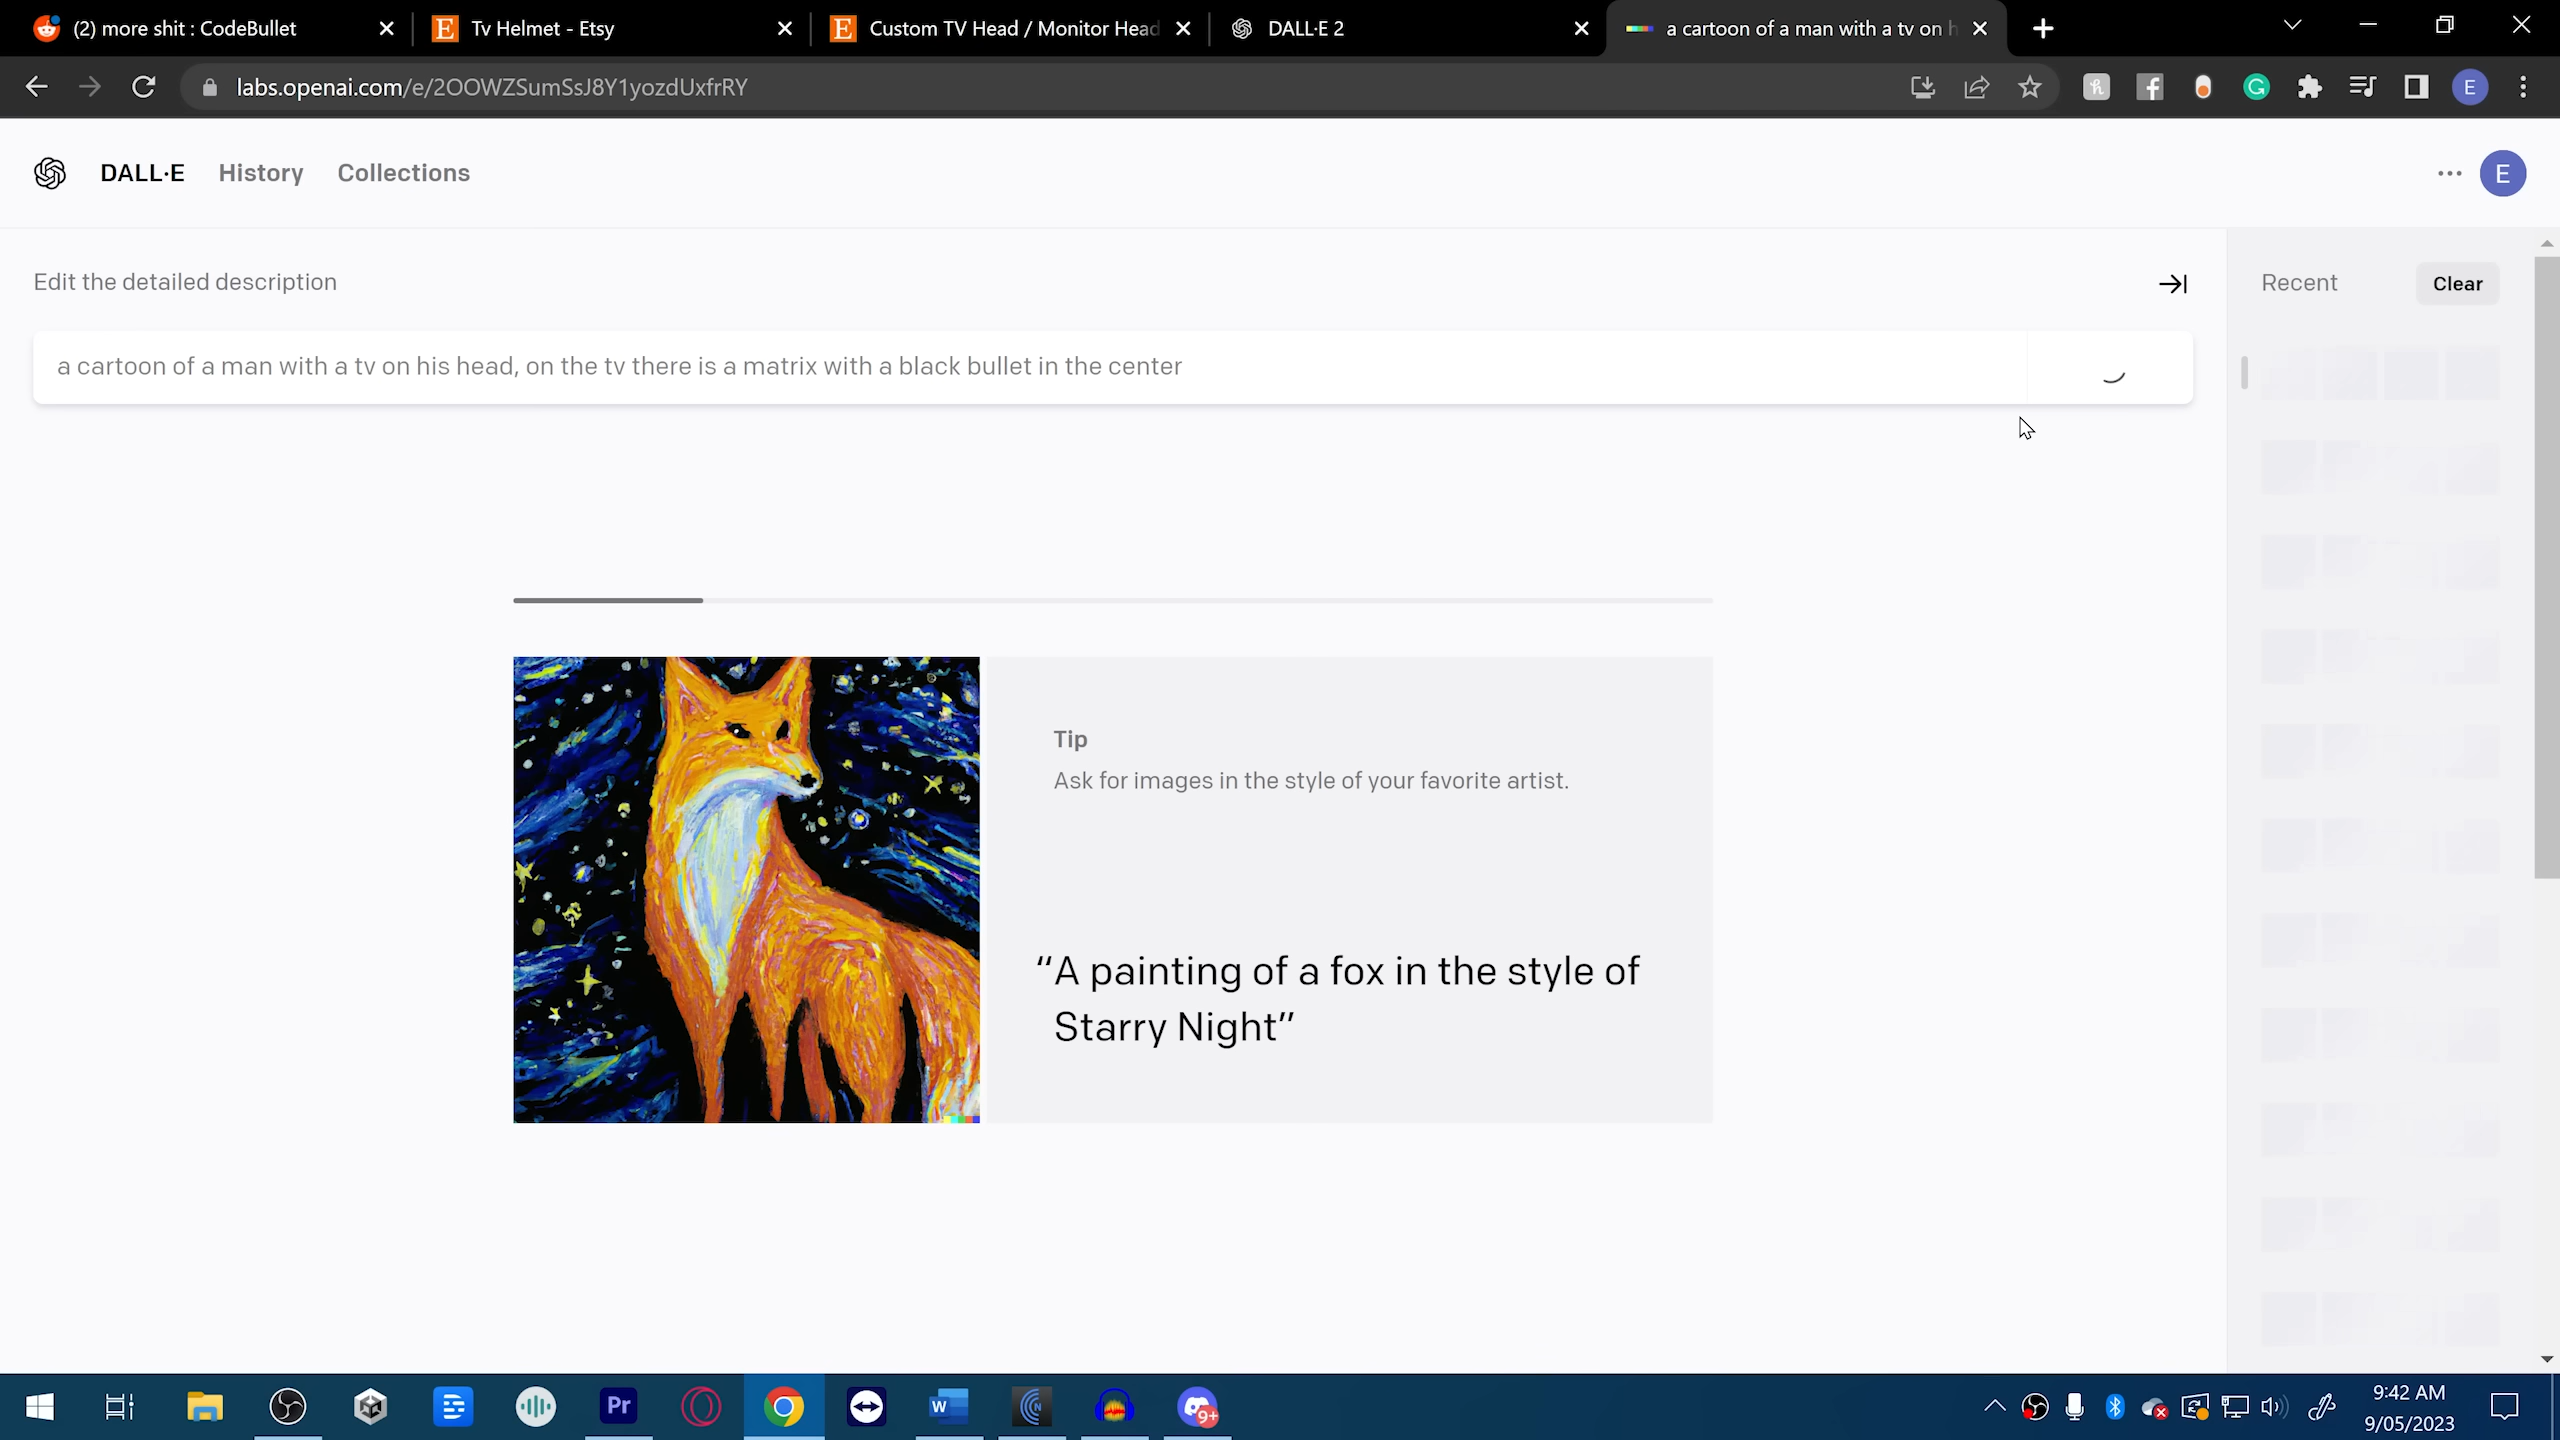 (2) more shit : CodeBullet
Tv Helmet - Etsy
Custom TV Head / Monitor Head
DALL·E 2
a cartoon of a man with a tv on h
labs.openai.com/e/2OOWZSumSsJ8Y1yozdUxfrRY
E
DALL·E
History
Collections
E
Edit the detailed description
Recent
Clear
a cartoon of a man with a tv on his head, on the tv there is a matrix with a black bullet in the center
Tip
Ask for images in the style of your favorite artist.
“A painting of a fox in the style of
Starry Night”
Pr
W
N
9+
9:42 AM
9/05/2023